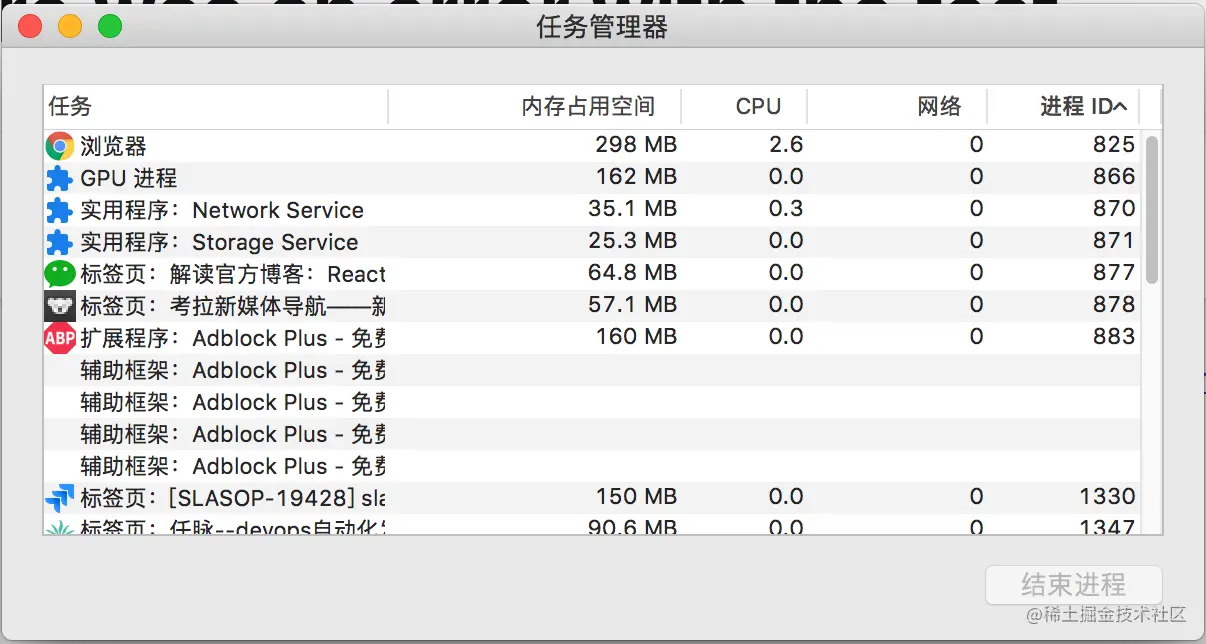 任务管理器
任务 内存占用空间 CPU 网络 进程 ID
浏览器 298 MB 2.6 0 825
GPU 进程 162 MB 0.0 0 866
实用程序：Network Service 35.1 MB 0.3 0 870
实用程序：Storage Service 25.3 MB 0.0 0 871
标签页：解读官方博客：React 64.8 MB 0.0 0 877
标签页：考拉新媒体导航——新 57.1 MB 0.0 0 878
ABP 扩展程序：Adblock Plus - 免费 160 MB 0.0 0 883
辅助框架：Adblock Plus - 免费
辅助框架：Adblock Plus - 免费
辅助框架：Adblock Plus - 免费
辅助框架：Adblock Plus - 免费
标签页：[SLASOP-19428] sla 150 MB 0.0 0 1330
标签页：任脉--devops自动化 90.6 MB 0.0 0 1347
结束进程
@稀土掘金技术社区